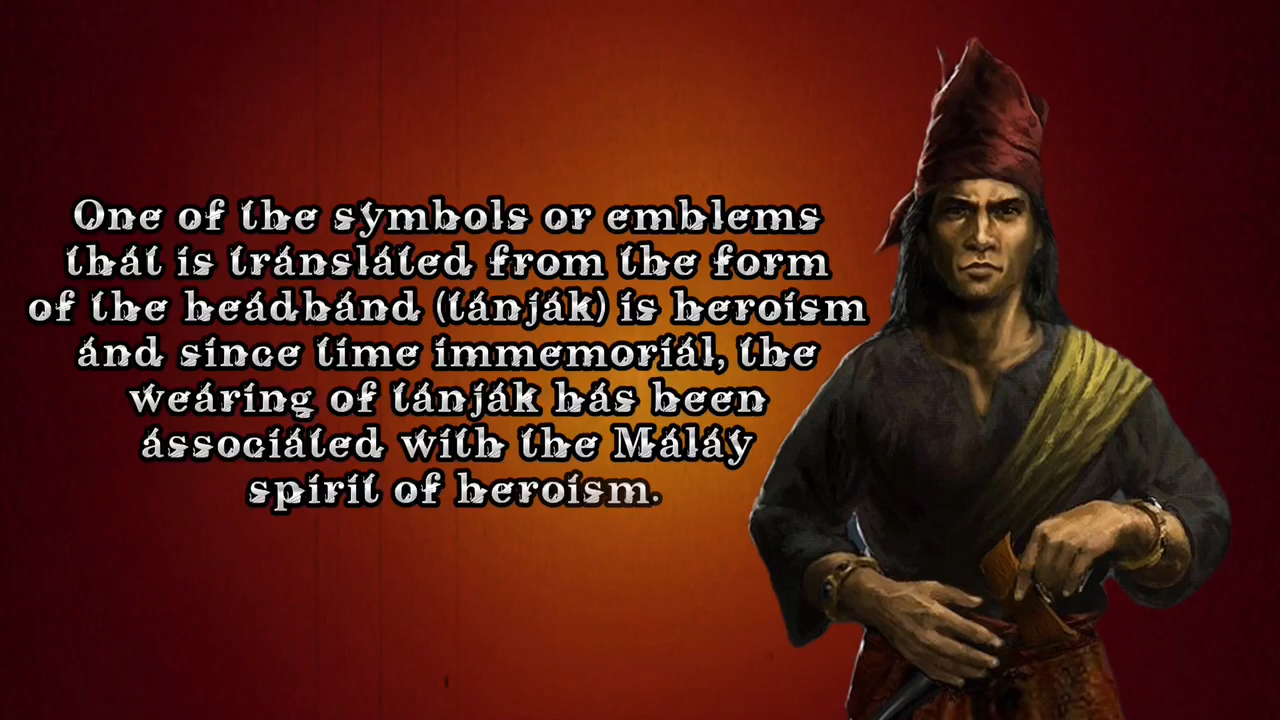 One of the symbols or emblems
that is translated from the form
of the headband (tanjak) is heroism
and since time immemorial, the
wearing of tanjak has been
associated with the Malay
spirit of heroism.